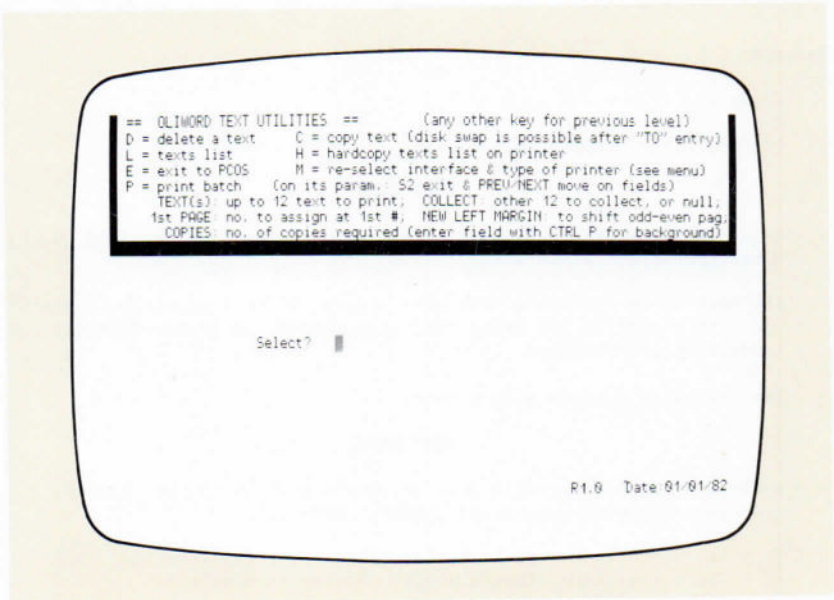 == OLIWORD TEXT UTILITIES == (any other key for previous level)
D = delete a text C = copy text (disk swap is possible after "TO" entry)
L = texts list H = hardcopy texts list on printer
E = exit to PCOS M = re-select interface & type of printer (see menu)
P = print batch (on its param.: S2 exit & PREV/NEXT move on fields)
TEXT(s): up to 12 text to print; COLLECT: other 12 to collect, or null;
1st PAGE: no. to assign at 1st #; NEW LEFT MARGIN: to shift odd-even pag.
COPIES: no. of copies required (enter field with CTRL P for background)
Select?
R1.0 Date:01/01/82